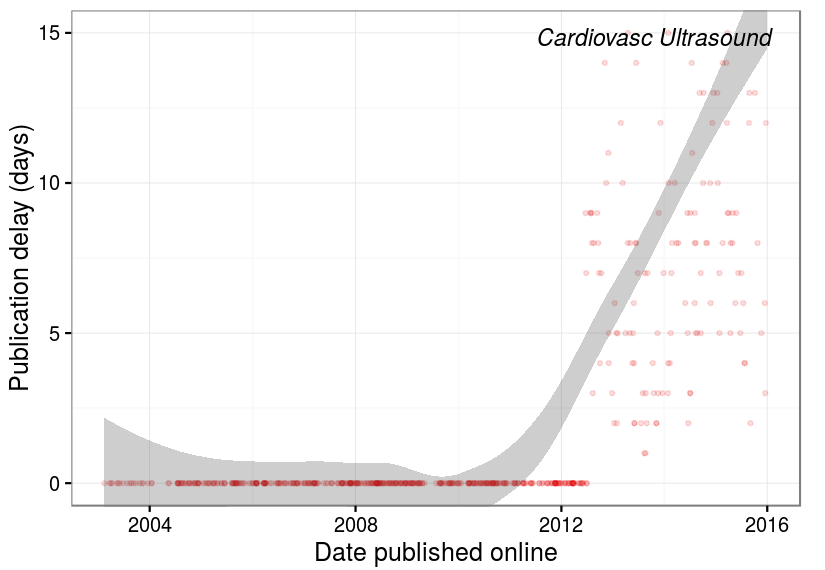 Cardiovasc Ultrasound
Publication delay (days)
15
10
5
0
2004
2008
2012
2016
Date published online